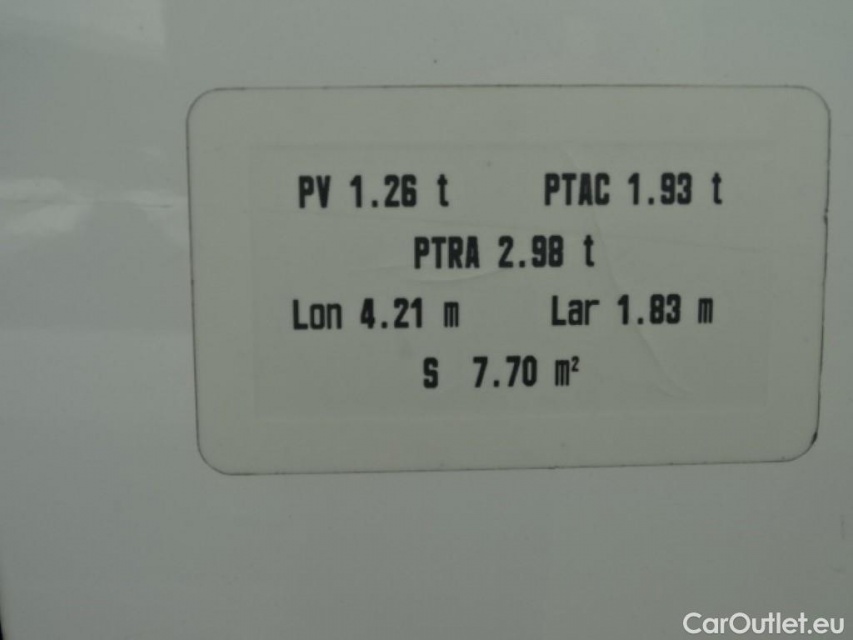 PV 1.26 t PTAC 1.93 t
PTRA 2.98 t
Lon 4.21 m Lar 1.83 m
S 7.70 m²
CarOutlet.eu